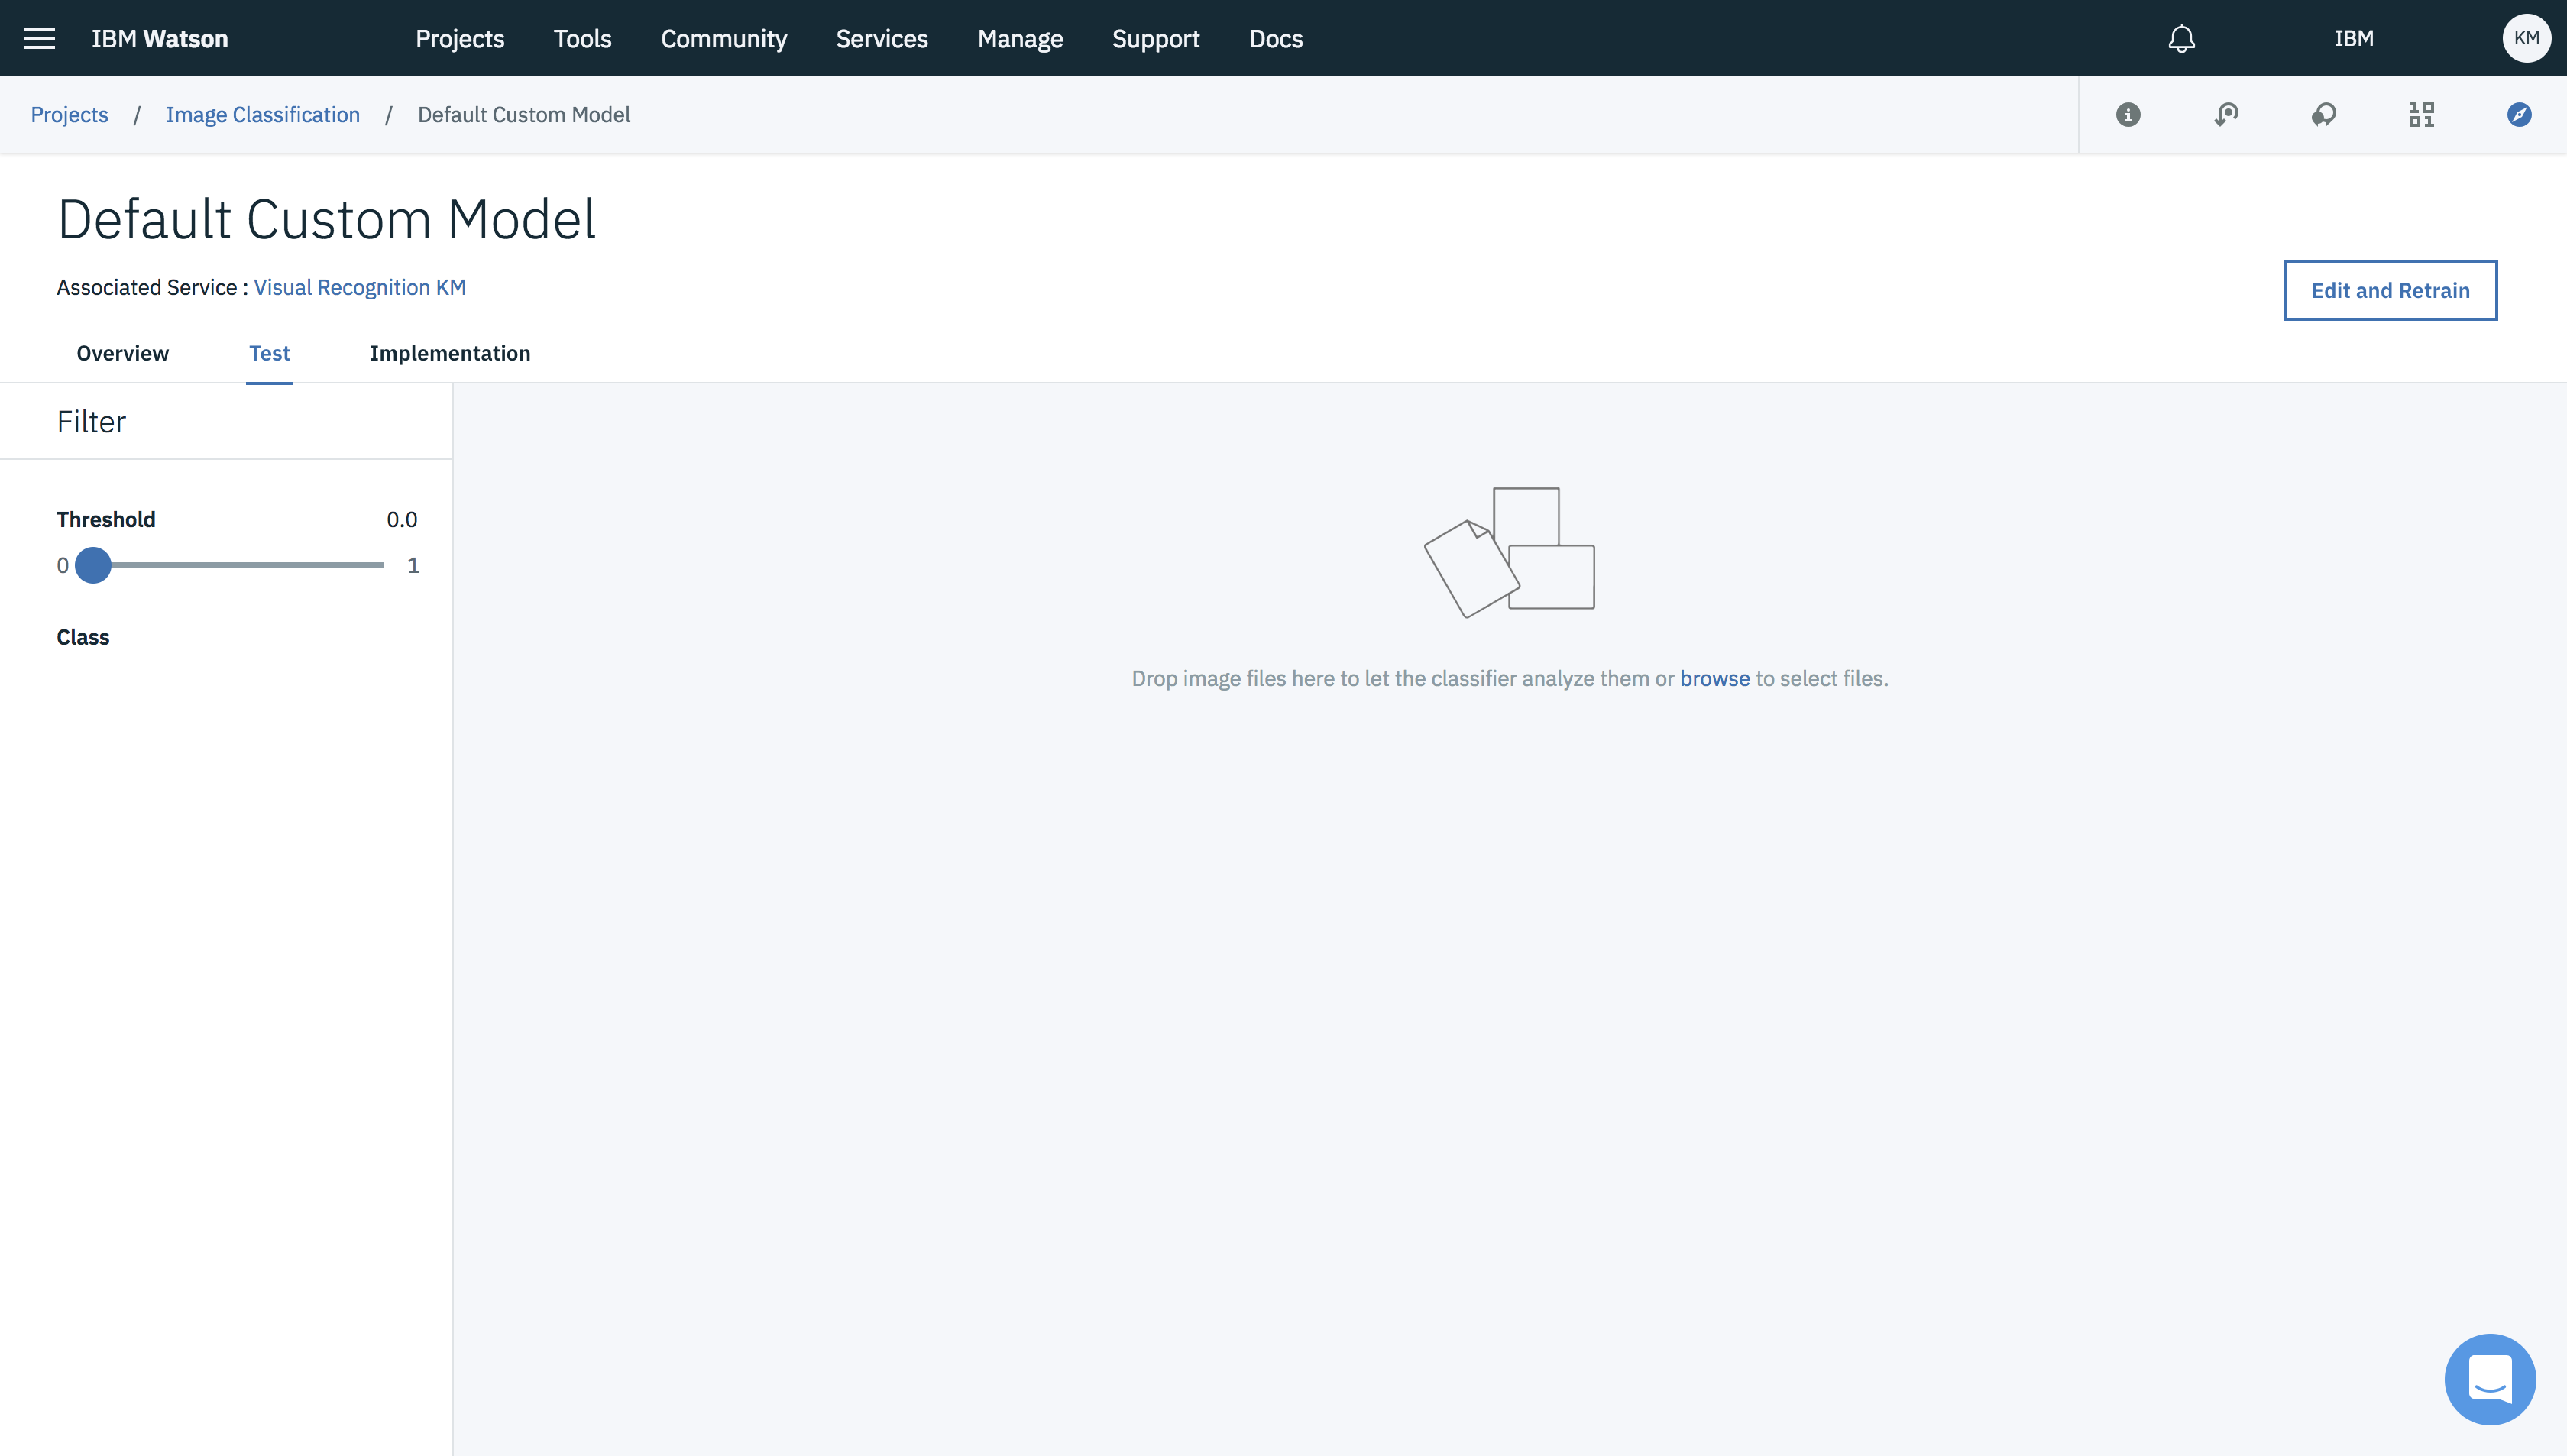 IBM Watson Projects Tools Community Services Manage Support Docs IBM KM
Projects / Image Classification / Default Custom Model
Default Custom Model
Associated Service : Visual Recognition KM
Edit and Retrain
Overview Test Implementation
Filter
Threshold 0.0
0 1
Class
Drop image files here to let the classifier analyze them or browse to select files.